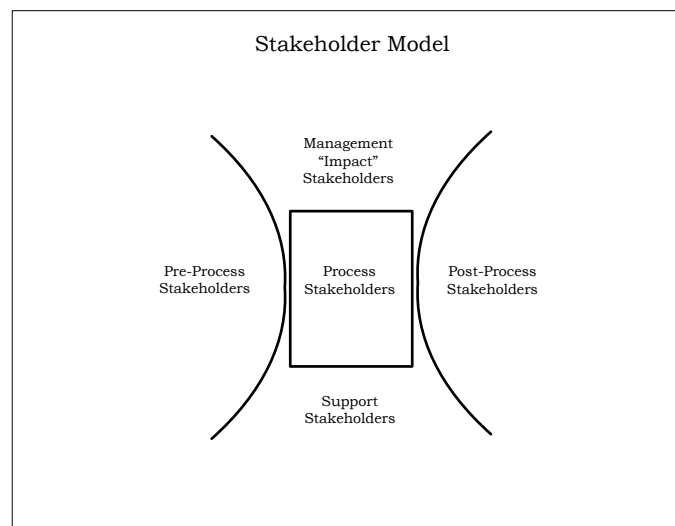 Stakeholder Model
Management
“Impact”
Stakeholders
Pre-Process
Stakeholders
Process
Stakeholders
Post-Process
Stakeholders
Support
Stakeholders